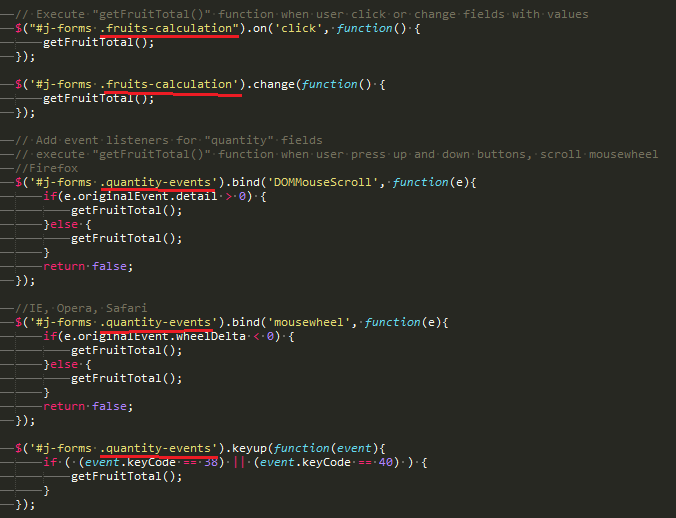 // Execute "getFruitTotal()" function when user click or change fields with values
$("#j-forms .fruits-calculation").on('click', function() {
getFruitTotal();
});
$('#j-forms .fruits-calculation').change(function() {
getFruitTotal();
});
// Add event listeners for "quantity" fields
// execute "getFruitTotal()" function when user press up and down buttons, scroll mousewheel
//Firefox
$('#j-forms .quantity-events').bind('DOMMouseScroll', function(e){
if(e.originalEvent.detail > 0) {
getFruitTotal();
}else {
getFruitTotal();
}
return false;
});
//IE, Opera, Safari
$('#j-forms .quantity-events').bind('mousewheel', function(e){
if(e.originalEvent.wheelDelta < 0) {
getFruitTotal();
}else {
getFruitTotal();
}
return false;
});
$('#j-forms .quantity-events').keyup(function(event){
if ( (event.keyCode == 38) || (event.keyCode == 40) ) {
getFruitTotal();
}
});